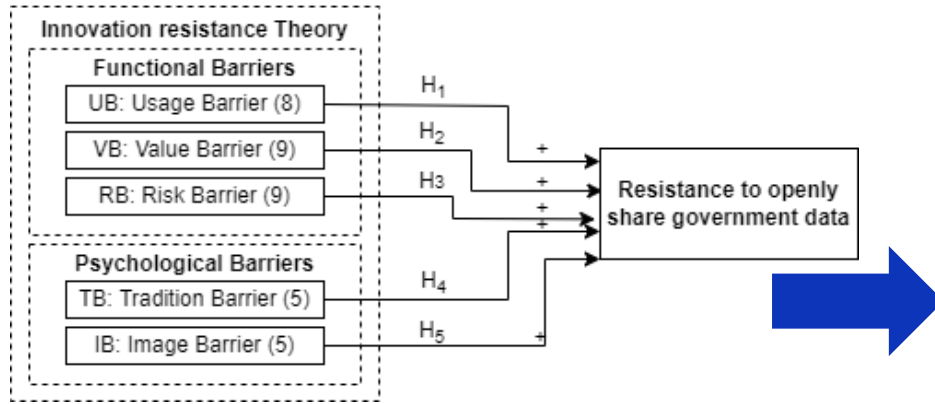 Innovation resistance Theory
Functional Barriers
UB: Usage Barrier (8)
VB: Value Barrier (9)
RB: Risk Barrier (9)
Psychological Barriers
TB: Tradition Barrier (5)
IB: Image Barrier (5)
H1
H2
H3
H4
H5
+
+
+
+
+
Resistance to openly
share government data